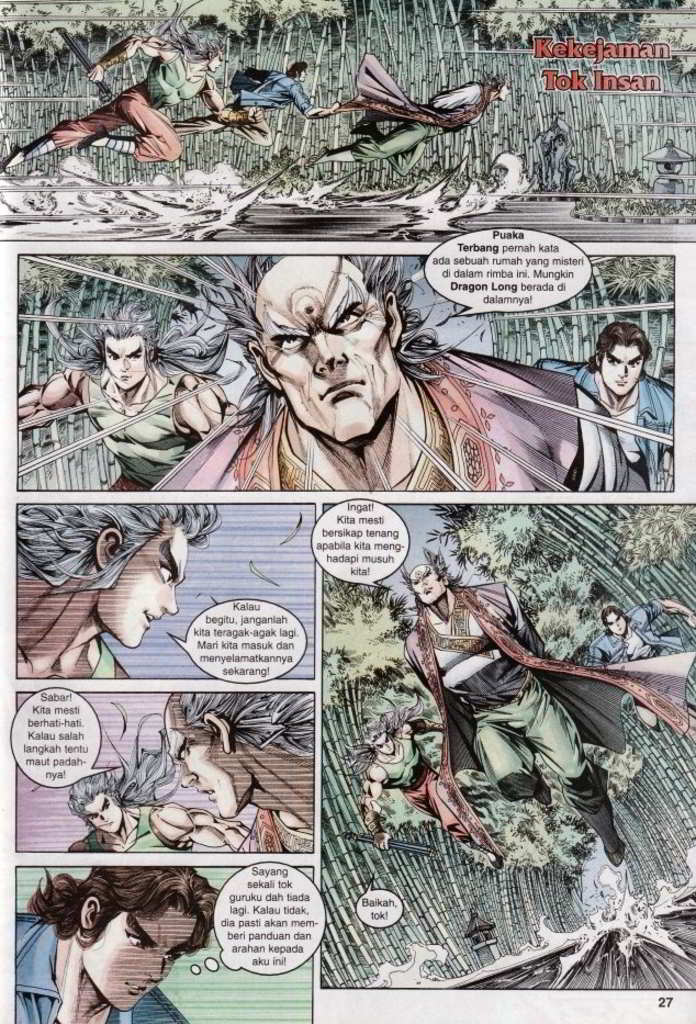 Kekejaman
Tok Insan
Puaka
Terbang pernah kata
ada sebuah rumah yang misteri
di dalam rimba ini. Mungkin
Dragon Long berada di
dalamnya!
Kalau
begitu, janganlah
kita teragak-agak lagi.
Mari kita masuk dan
menyelamatkannya
sekarang!
Sabar!
Kita mesti
berhati-hati.
Kalau salah
langkah tentu
maut padah-
nya!
Sayang
sekali tok
guruku dah tiada
lagi. Kalau tidak,
dia pasti akan mem-
beri panduan dan
arahan kepada
aku ini!
Ingat!
Kita mesti
bersikap tenang
apabila kita meng-
hadapi musuh
kita!
Baikah,
tok!
27